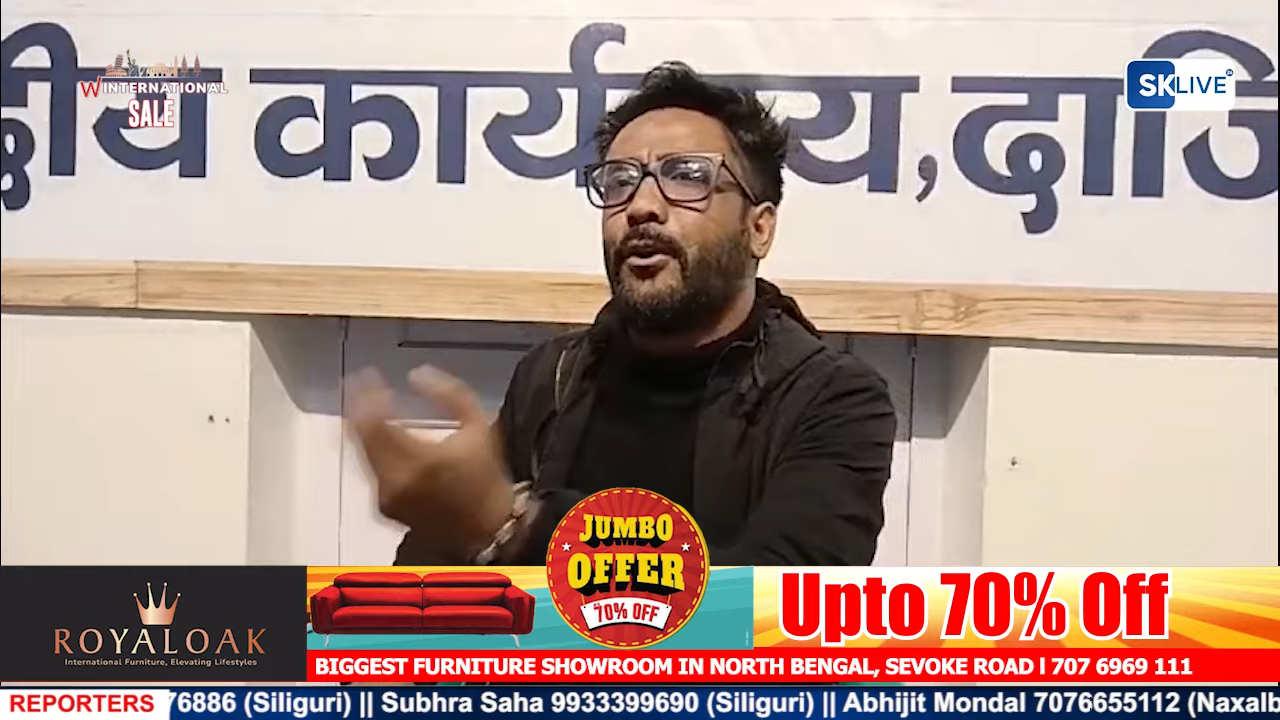 द्रीय कार्य य,दार्जि
WINTERNATIONAL
SALE
SKLIVE
JUMBO
OFFER
70% OFF
ROYALOAK
International Furniture, Elevating Lifestyles
Upto 70% Off
BIGGEST FURNITURE SHOWROOM IN NORTH BENGAL, SEVOKE ROAD | 707 6969 111
REPORTERS
76886 (Siliguri) || Subhra Saha 9933399690 (Siliguri) || Abhijit Mondal 7076655112 (Naxalb